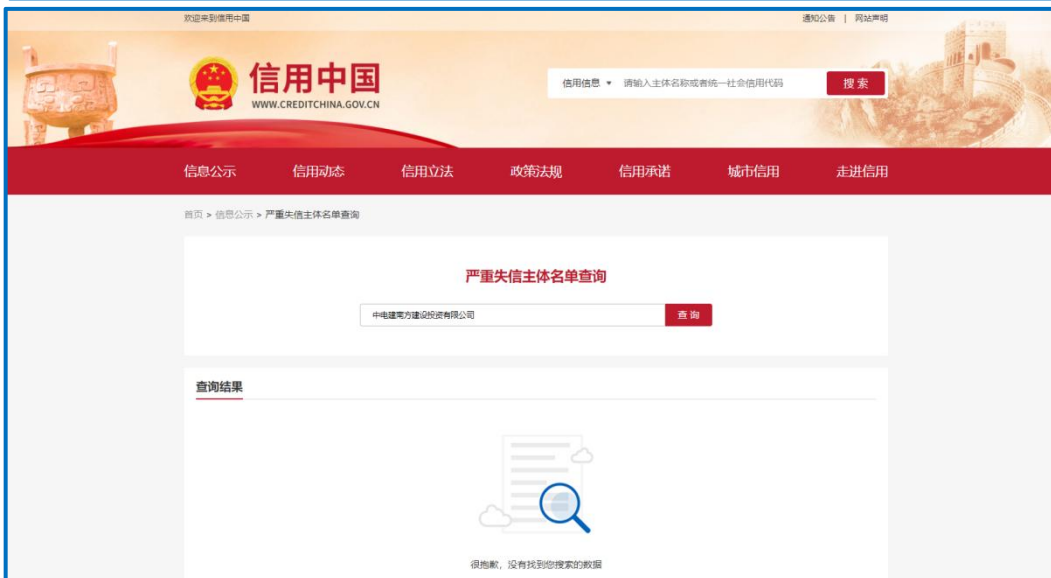 欢迎来到信用中国
通知公告 | 网站声明
信用中国
WWW.CREDITCHINA.GOV.CN
信用信息 请输入主体名称或者统一社会信用代码 搜索
信息公示 信用动态 信用立法 政策法规 信用承诺 城市信用 走进信用
首页 > 信息公示 > 严重失信主体名单查询
严重失信主体名单查询
中电建南方建设投资有限公司 查询
查询结果
很抱歉，没有找到您搜索的数据